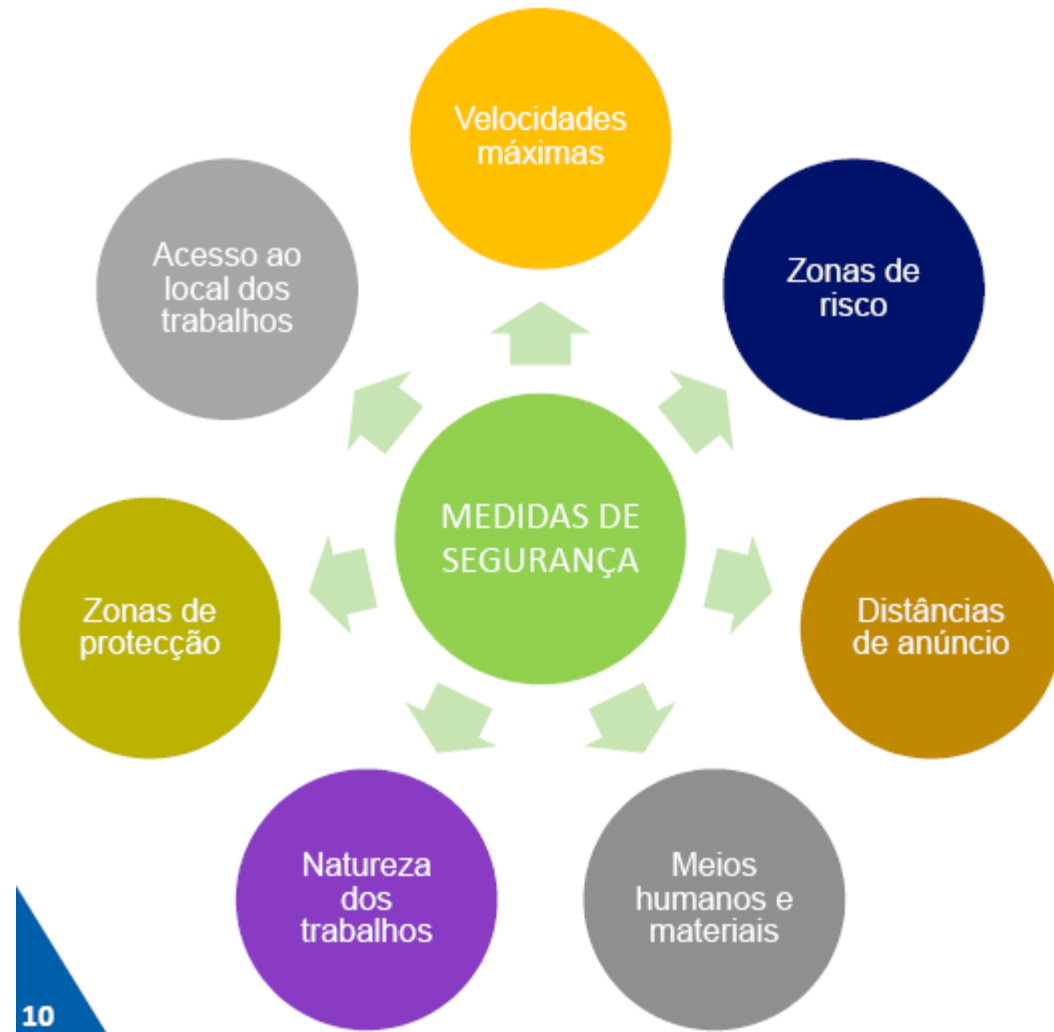 Velocidades
máximas
Zonas de
risco
Distâncias
de anúncio
Meios
humanos e
materiais
Natureza
dos
trabalhos
Zonas de
protecção
Acesso ao
local dos
trabalhos
MEDIDAS DE
SEGURANÇA
10